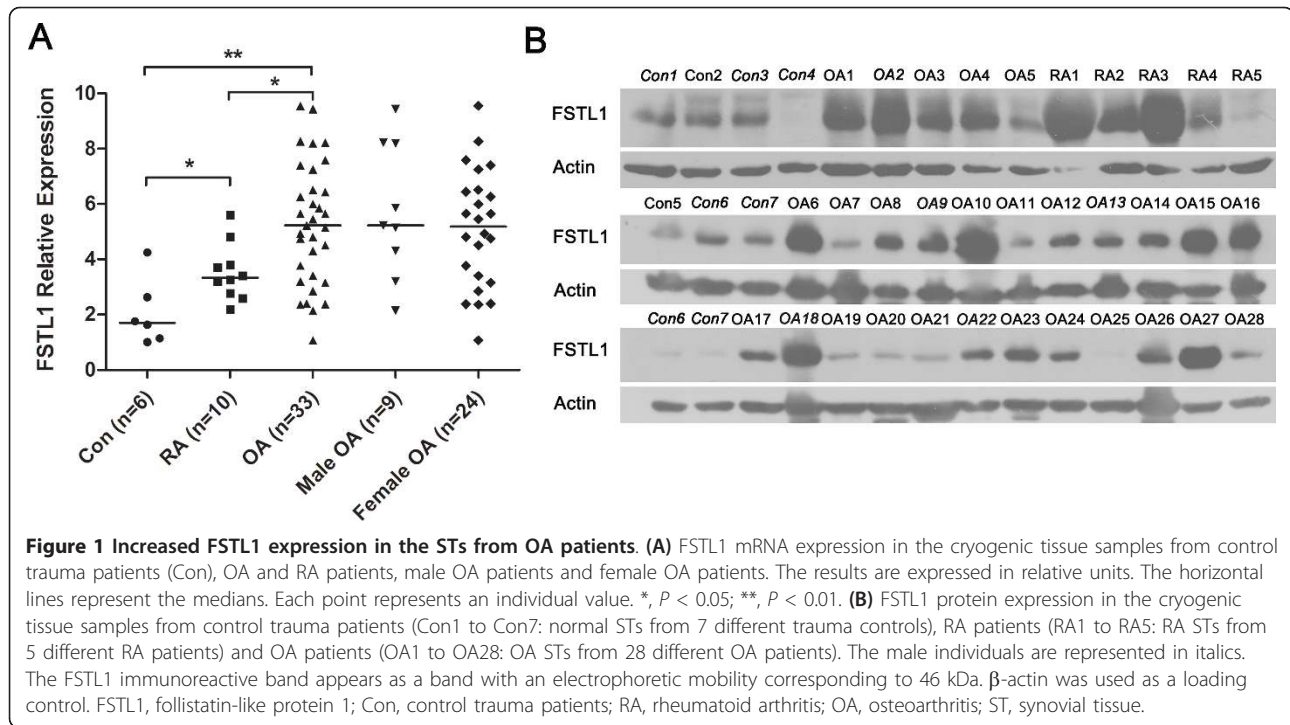 A
B
** 
*
*
FSTL1 Relative Expression
10
8
6
4
2
0
Con (n=6)
RA (n=10)
OA (n=33)
Male OA (n=9)
Female OA (n=24)
Con1 Con2 Con3 Con4 OA1 OA2 OA3 OA4 OA5 RA1 RA2 RA3 RA4 RA5
FSTL1
Actin
Con5 Con6 Con7 OA6 OA7 OA8 OA9 OA10 OA11 OA12 OA13 OA14 OA15 OA16
FSTL1
Actin
Con6 Con7 OA17 OA18 OA19 OA20 OA21 OA22 OA23 OA24 OA25 OA26 OA27 OA28
FSTL1
Actin
Figure 1 Increased FSTL1 expression in the STs from OA patients. (A) FSTL1 mRNA expression in the cryogenic tissue samples from control
trauma patients (Con), OA and RA patients, male OA patients and female OA patients. The results are expressed in relative units. The horizontal
lines represent the medians. Each point represents an individual value. *, P < 0.05; **, P < 0.01. (B) FSTL1 protein expression in the cryogenic
tissue samples from control trauma patients (Con1 to Con7: normal STs from 7 different trauma controls), RA patients (RA1 to RA5: RA STs from
5 different RA patients) and OA patients (OA1 to OA28: OA STs from 28 different OA patients). The male individuals are represented in italics.
The FSTL1 immunoreactive band appears as a band with an electrophoretic mobility corresponding to 46 kDa. β-actin was used as a loading
control. FSTL1, follistatin-like protein 1; Con, control trauma patients; RA, rheumatoid arthritis; OA, osteoarthritis; ST, synovial tissue.